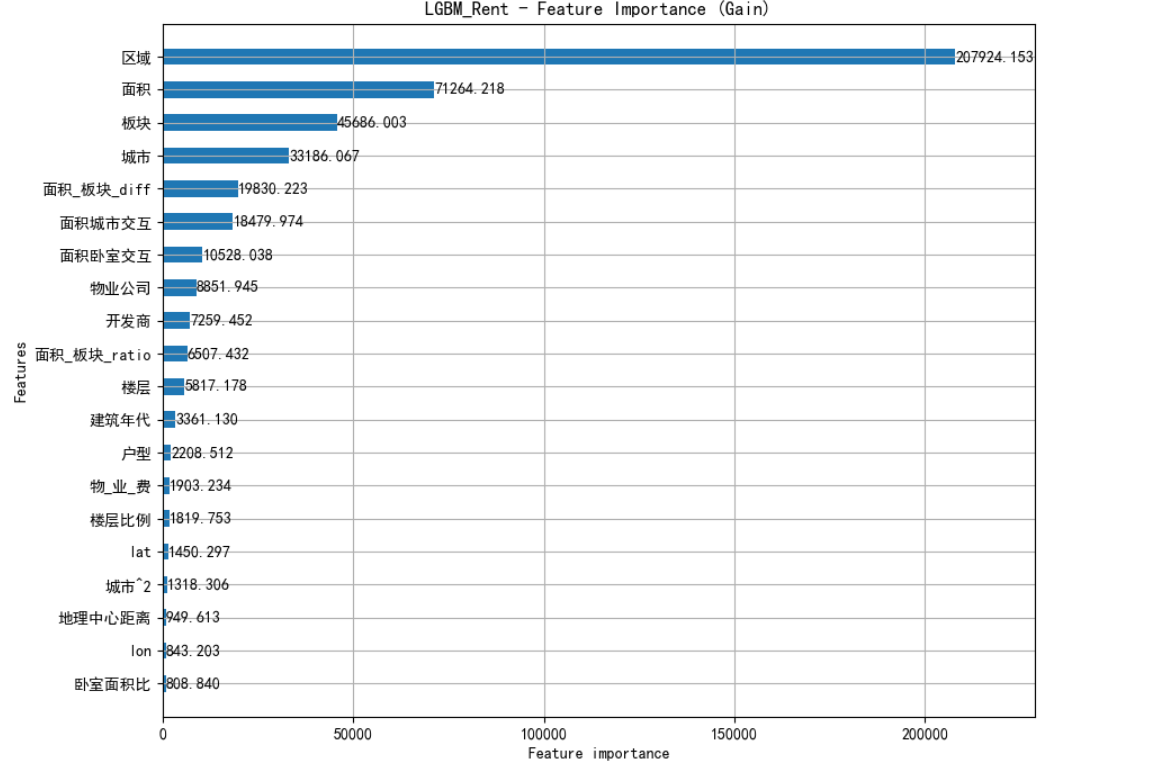 LGBM_Rent - Feature Importance (Gain)
区域 207924.153
面积 71264.218
板块 45686.003
城市 33186.067
面积_板块_diff 19830.223
面积城市交互 18479.974
面积卧室交互 10528.038
物业公司 8851.945
开发商 7259.452
面积_板块_ratio 6507.432
楼层 5817.178
建筑年代 3361.130
户型 2208.512
物_业_费 1903.234
楼层比例 1819.753
lat 1450.297
城市^2 1318.306
地理中心距离 949.613
lon 843.203
卧室面积比 808.840
Features
0 50000 100000 150000 200000
Feature importance